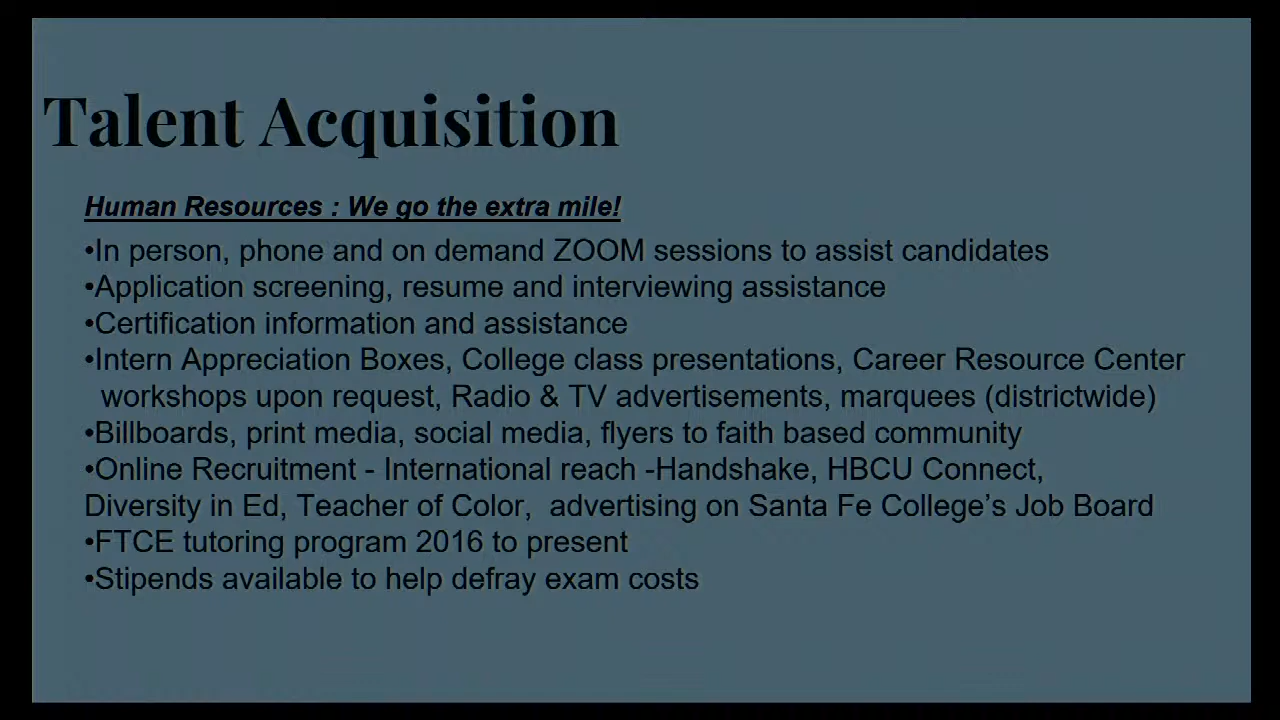 Talent Acquisition
Human Resources : We go the extra mile!
•In person, phone and on demand ZOOM sessions to assist candidates
•Application screening, resume and interviewing assistance
•Certification information and assistance
•Intern Appreciation Boxes, College class presentations, Career Resource Center
workshops upon request, Radio & TV advertisements, marquees (districtwide)
•Billboards, print media, social media, flyers to faith based community
•Online Recruitment - International reach -Handshake, HBCU Connect,
Diversity in Ed, Teacher of Color,  advertising on Santa Fe College’s Job Board
•FTCE tutoring program 2016 to present
•Stipends available to help defray exam costs